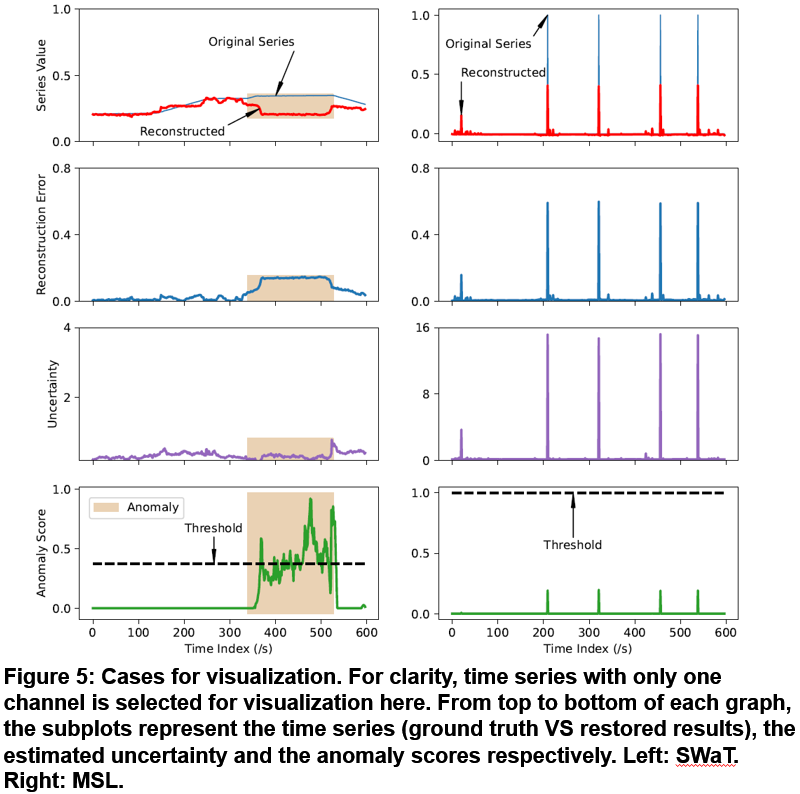 1.0
0.5
0.0
Series Value
Original Series
Reconstructed
1.0
0.5
0.0
Original Series
Reconstructed
0.8
0.4
0.0
Reconstruction Error
0.8
0.4
0.0
4
2
Uncertainty
16
8
0
1.0
0.5
0.0
Anomaly Score
Anomaly
Threshold
0 100 200 300 400 500 600
Time Index (/s)
1.0
0.5
0.0
Threshold
0 100 200 300 400 500 600
Time Index (/s)
Figure 5: Cases for visualization. For clarity, time series with only one
channel is selected for visualization here. From top to bottom of each graph,
the subplots represent the time series (ground truth VS restored results), the
estimated uncertainty and the anomaly scores respectively. Left: SWaT.
Right: MSL.